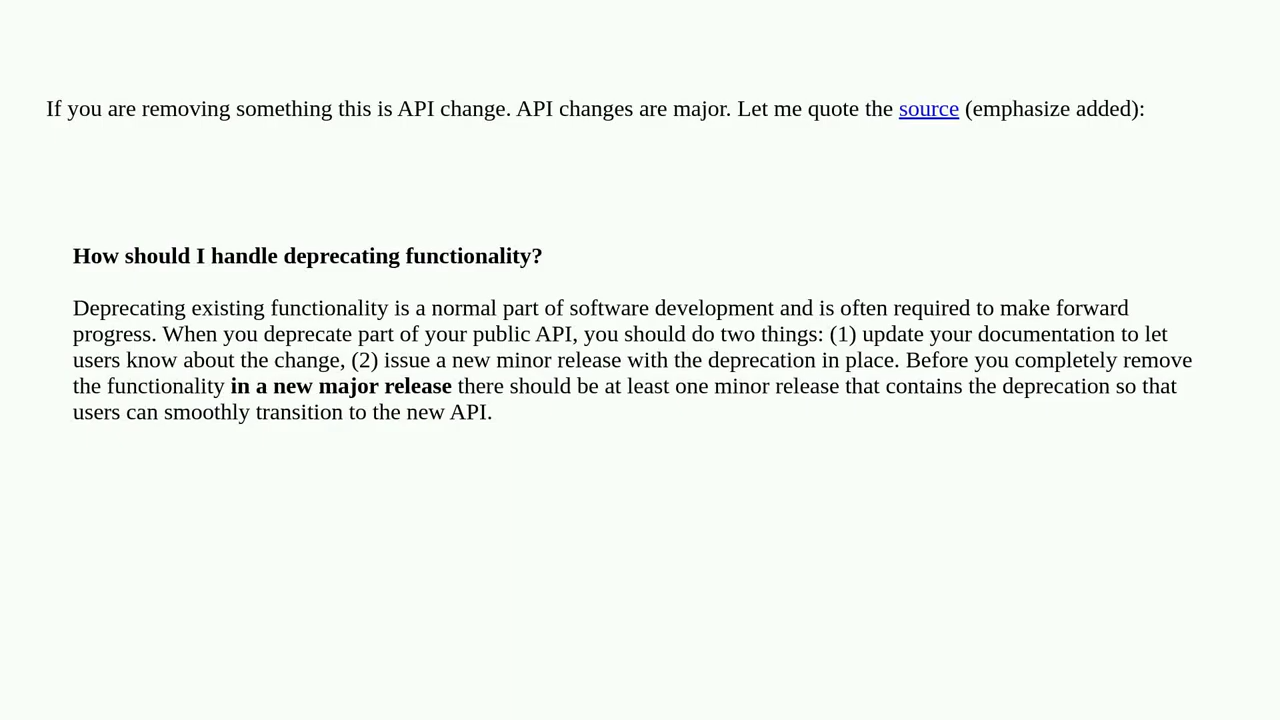 If you are removing something this is API change. API changes are major. Let me quote the source (emphasize added):
How should I handle deprecating functionality?
Deprecating existing functionality is a normal part of software development and is often required to make forward
progress. When you deprecate part of your public API, you should do two things: (1) update your documentation to let
users know about the change, (2) issue a new minor release with the deprecation in place. Before you completely remove
the functionality in a new major release there should be at least one minor release that contains the deprecation so that
users can smoothly transition to the new API.